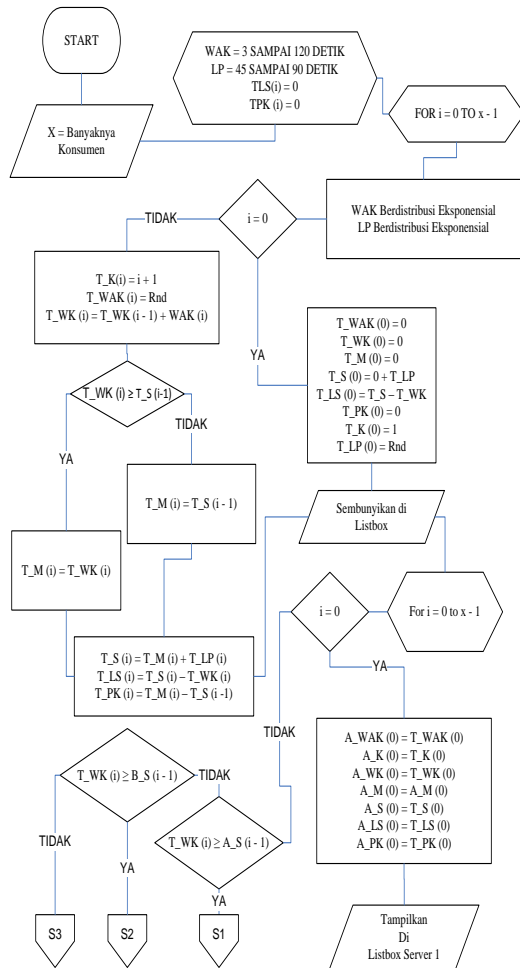 START
WAK = 3 SAMPAI 120 DETIK
LP = 45 SAMPAI 90 DETIK
TLS(i) = 0
TPK (i) = 0
FOR i = 0 TO x - 1
X = Banyaknya
Konsumen
WAK Berdistribusi Eksponensial
LP Berdistribusi Eksponensial
i = 0
TIDAK
T_K(i) = i + 1
T_WAK (i) = Rnd
T_WK (i) = T_WK (i - 1) + WAK (i)
YA
T_WAK (0) = 0
T_WK (0) = 0
T_M (0) = 0
T_S (0) = 0 + T_LP
T_LS (0) = T_S – T_WK
T_PK (0) = 0
T_K (0) = 1
T_LP (0) = Rnd
T_WK (i) ≥ T_S (i-1)
YA
TIDAK
T_M (i) = T_S (i - 1)
T_M (i) = T_WK (i)
Sembunyikan di
Listbox
T_S (i) = T_M (i) + T_LP (i)
T_LS (i) = T_S (i) – T_WK (i)
T_PK (i) = T_M (i) – T_S (i -1)
i = 0
For i = 0 to x - 1
YA
TIDAK
A_WAK (0) = T_WAK (0)
A_K (0) = T_K (0)
A_WK (0) = T_WK (0)
A_M (0) = A_M (0)
A_S (0) = T_S (0)
A_LS (0) = T_LS (0)
A_PK (0) = T_PK (0)
T_WK (i) ≥ B_S (i - 1)
TIDAK
T_WK (i) ≥ A_S (i - 1)
TIDAK
YA
YA
S3
S2
S1
Tampilkan
Di
Listbox Server 1